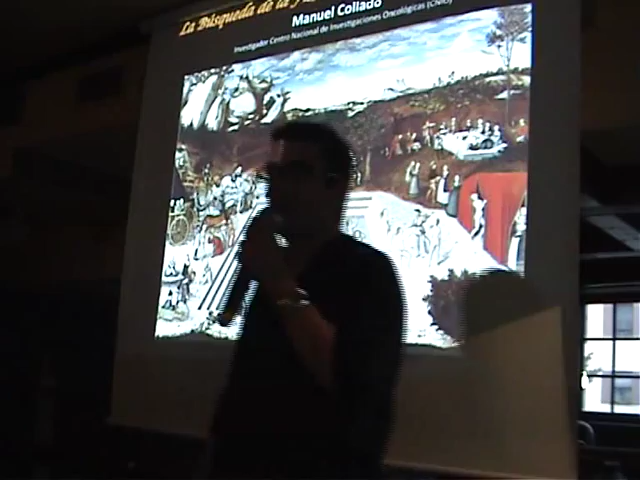 La Búsqueda de la
Manuel Collado
Investigador Centro Nacional de Investigaciones Oncológicas (CNIO)